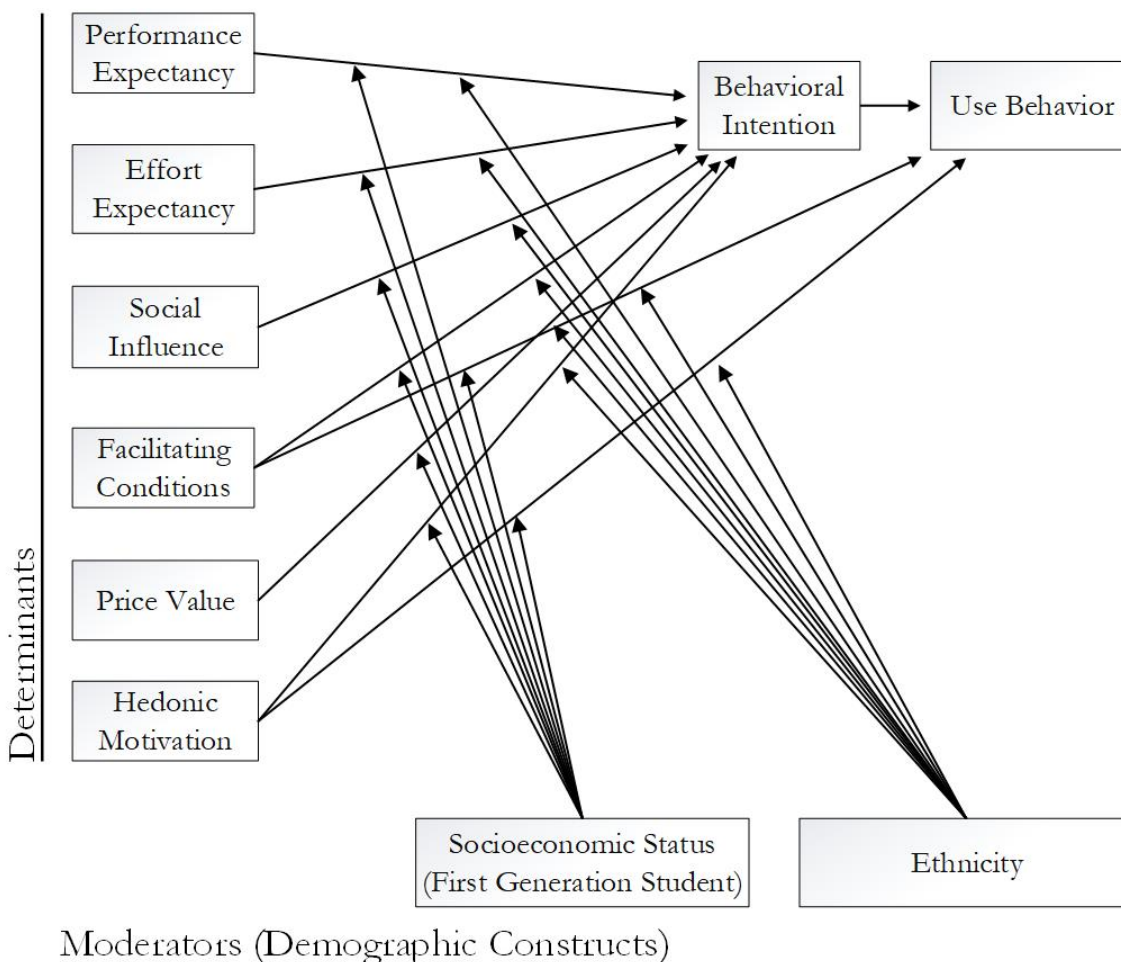 Performance
Expectancy
Behavioral
Intention
Use Behavior
Effort
Expectancy
Social
Influence
Facilitating
Conditions
Price Value
Hedonic
Motivation
Determinants
Socioeconomic Status
(First Generation Student)
Ethnicity
Moderators (Demographic Constructs)